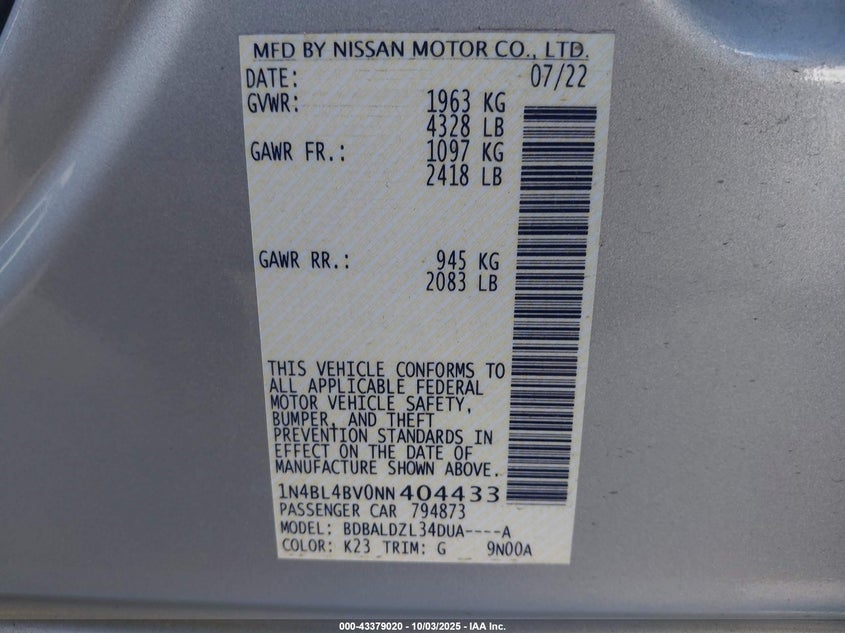 MFD BY NISSAN MOTOR CO., LTD.
DATE: 07/22
GVWR: 1963 KG
4328 LB
GAWR FR.: 1097 KG
2418 LB
GAWR RR.: 945 KG
2083 LB
THIS VEHICLE CONFORMS TO
ALL APPLICABLE FEDERAL
MOTOR VEHICLE SAFETY,
BUMPER, AND THEFT
PREVENTION STANDARDS IN
EFFECT ON THE DATE OF
MANUFACTURE SHOWN ABOVE.
1N4BL4BV0NN404433
PASSENGER CAR 794873
MODEL: BDBALDZL34DUA----A
COLOR: K23 TRIM: G 9N00A
000-43379020 - 10/03/2025 - IAA Inc.